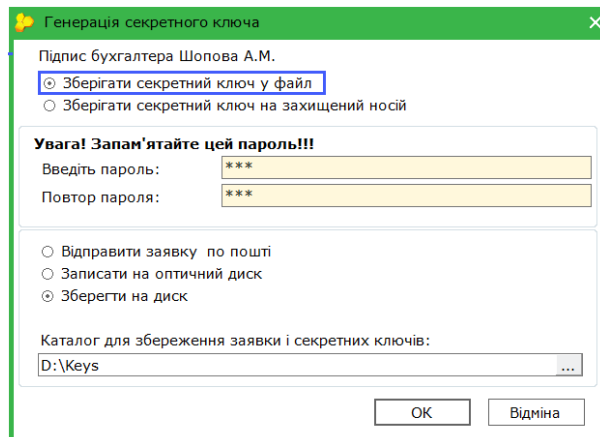 Генерація секретного ключа
Підпис бухгалтера Шопова А.М.
Зберігати секретний ключ у файл
Зберігати секретний ключ на захищений носій
Увага! Запам'ятайте цей пароль!!!
Введіть пароль: ***
Повтор пароля: ***
Відправити заявку по пошті
Записати на оптичний диск
Зберегти на диск
Каталог для збереження заявки і секретних ключів:
D:\Keys ...
ОК Відміна